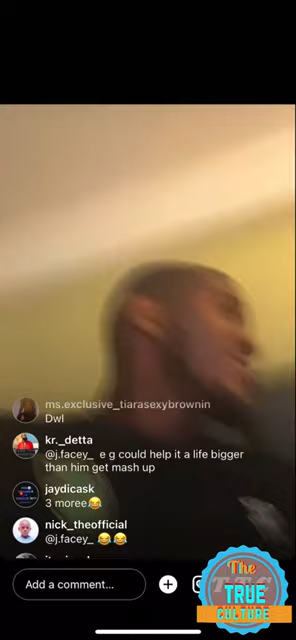 ms.exclusive_tiarasexybrownin
Dwl
kr._detta
@j.facey_ e g could help it a life bigger
than him get mash up
jaydicask
3 moree😂
nick_theofficial
@j.facey_ 😂😂
Add a comment...
The
TRUE
CULTURE